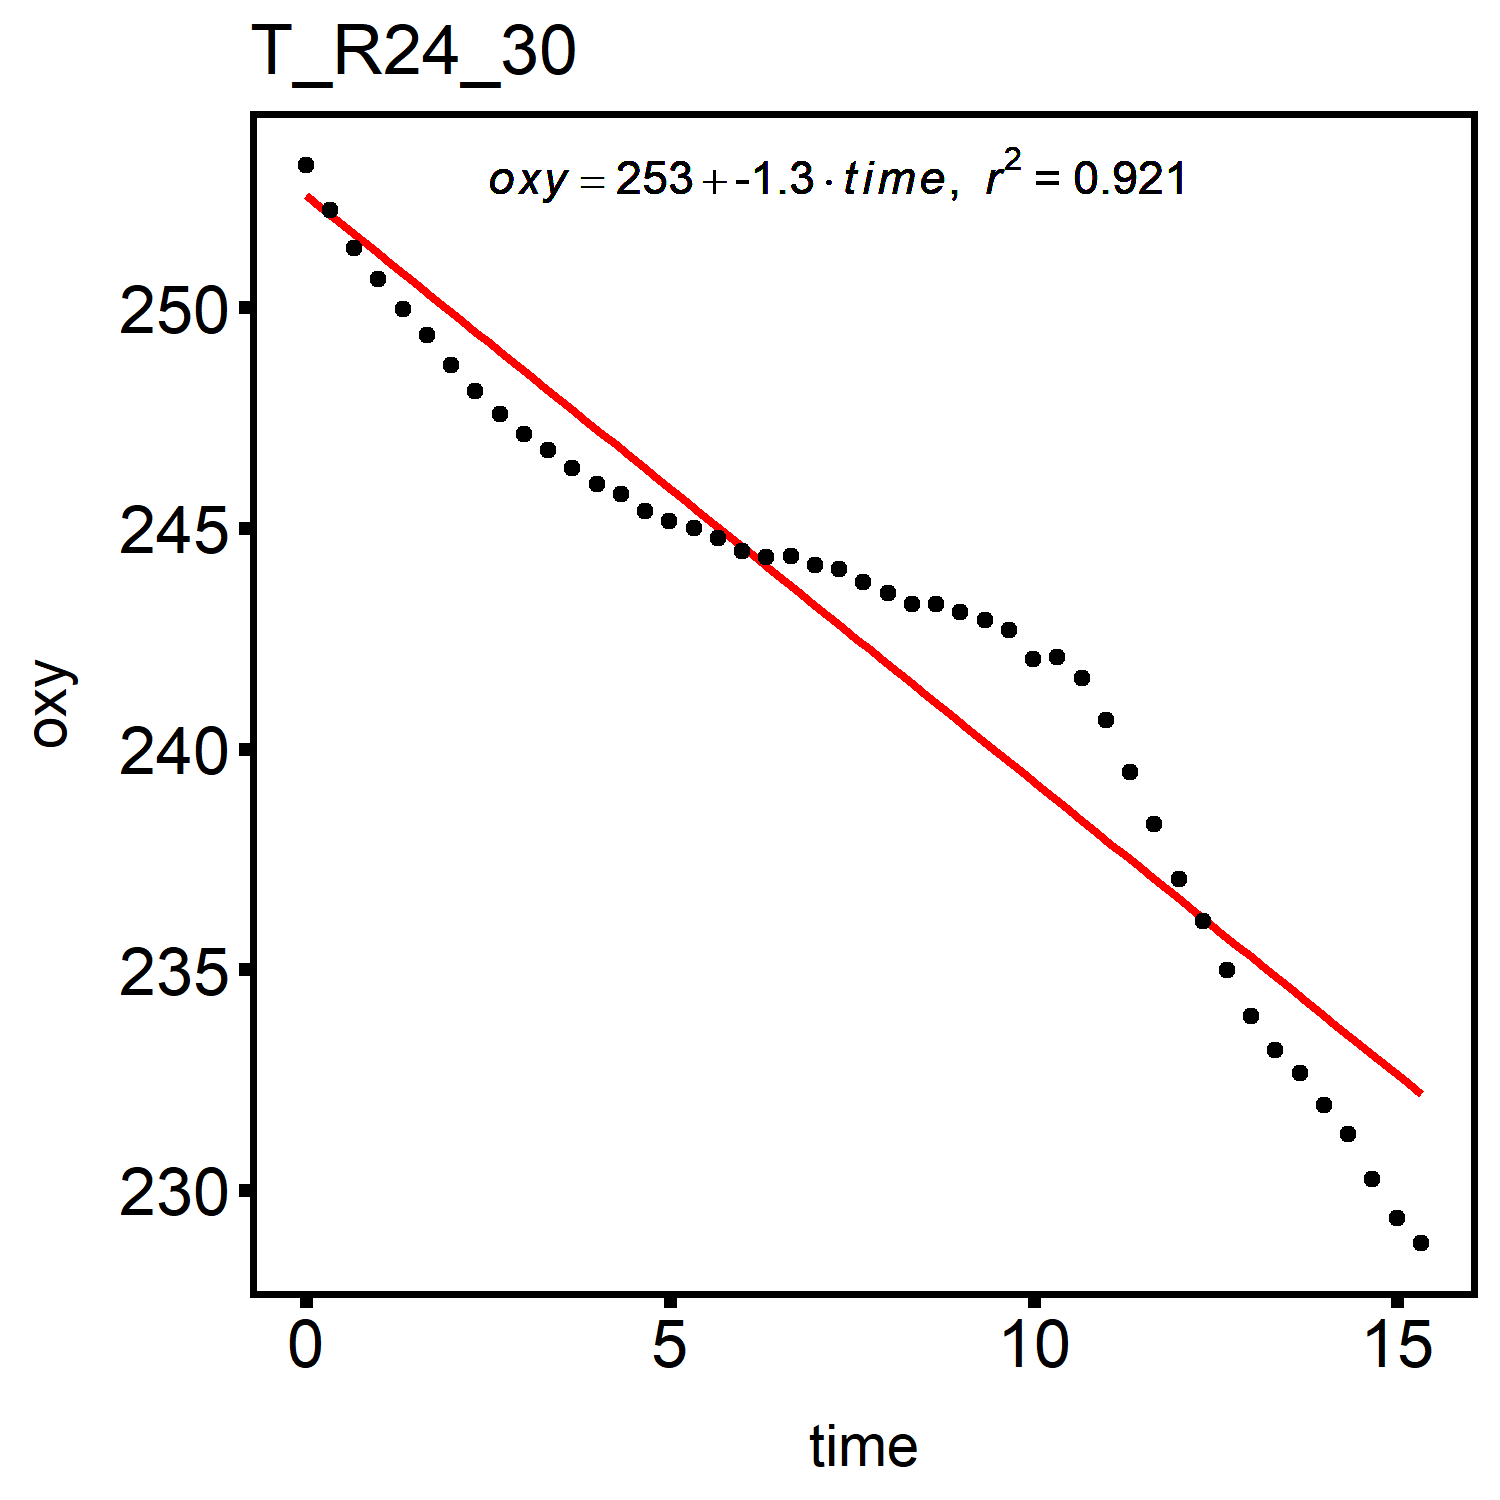 T_R24_30
oxy = 253 + -1.3 · time, r² = 0.921
250
245
240
235
230
oxy
0 5 10 15
time